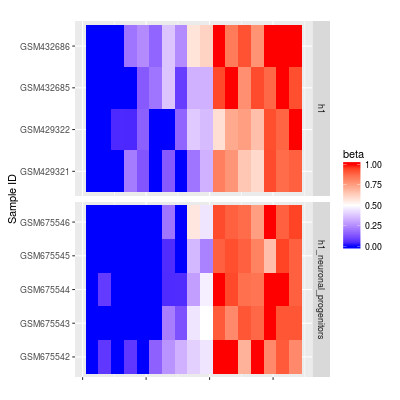 GSM432686
GSM432685
GSM429322
GSM429321
h1
GSM675546
GSM675545
GSM675544
GSM675543
GSM675542
h1_neuronal_progenitors
Sample ID
beta
1.00
0.75
0.50
0.25
0.00